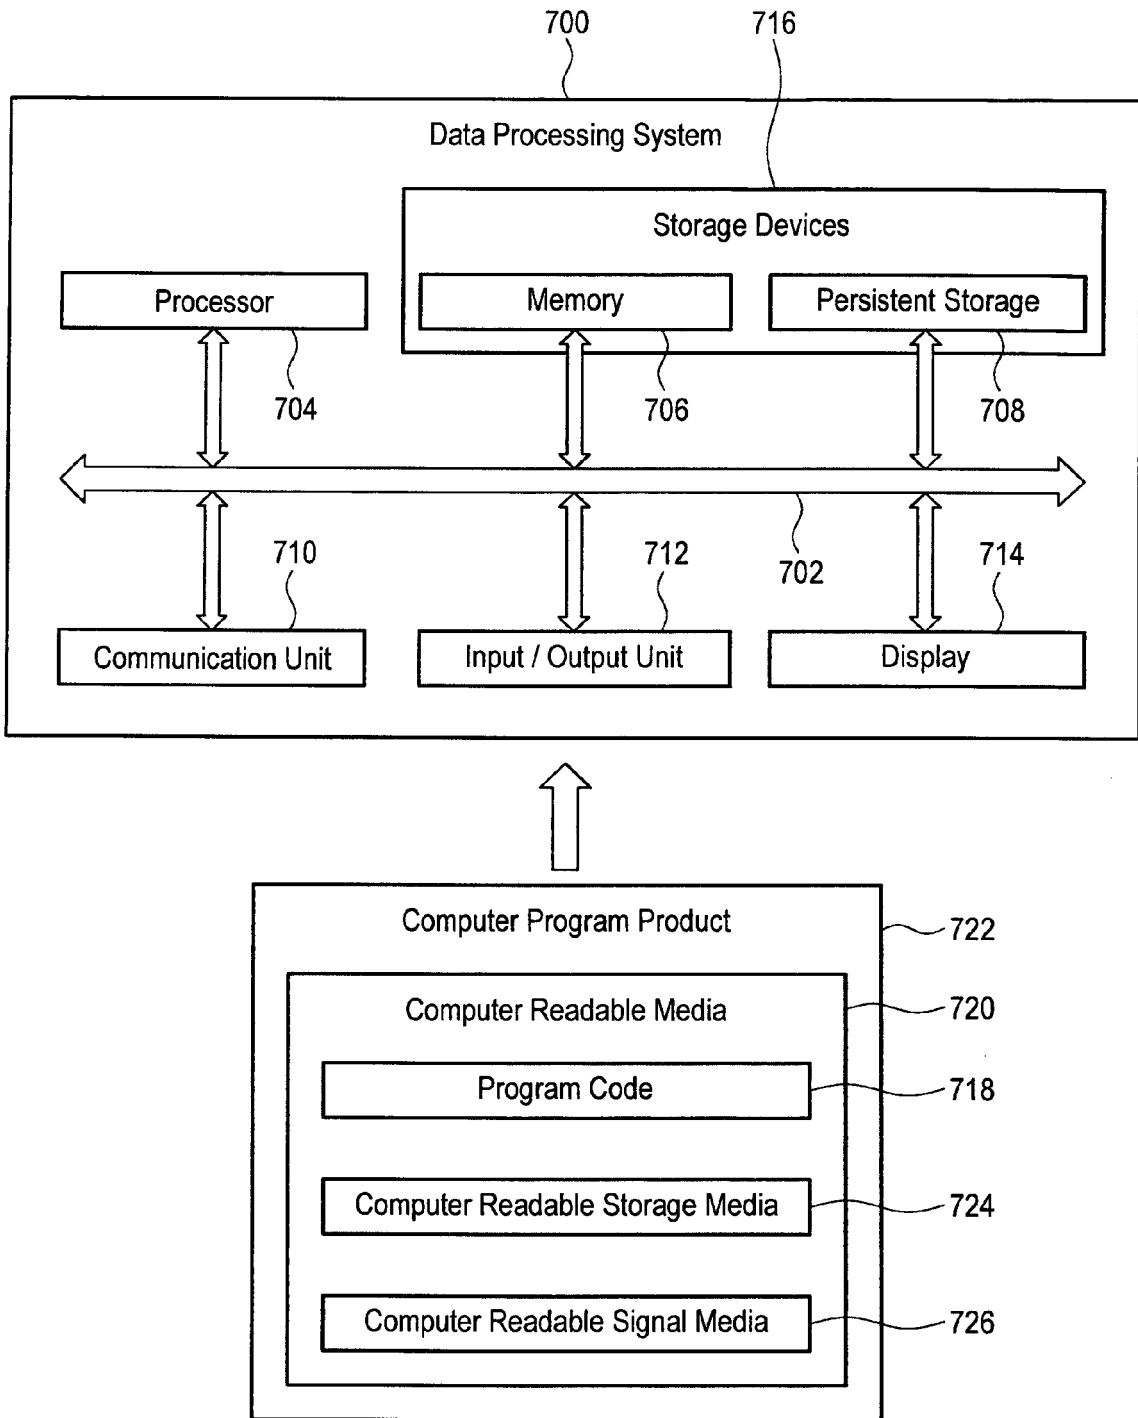 700
716
Data Processing System
Storage Devices
Processor
Memory
Persistent Storage
704
706
708
710
712
702
714
Communication Unit
Input / Output Unit
Display
Computer Program Product
722
Computer Readable Media
720
Program Code
718
Computer Readable Storage Media
724
Computer Readable Signal Media
726